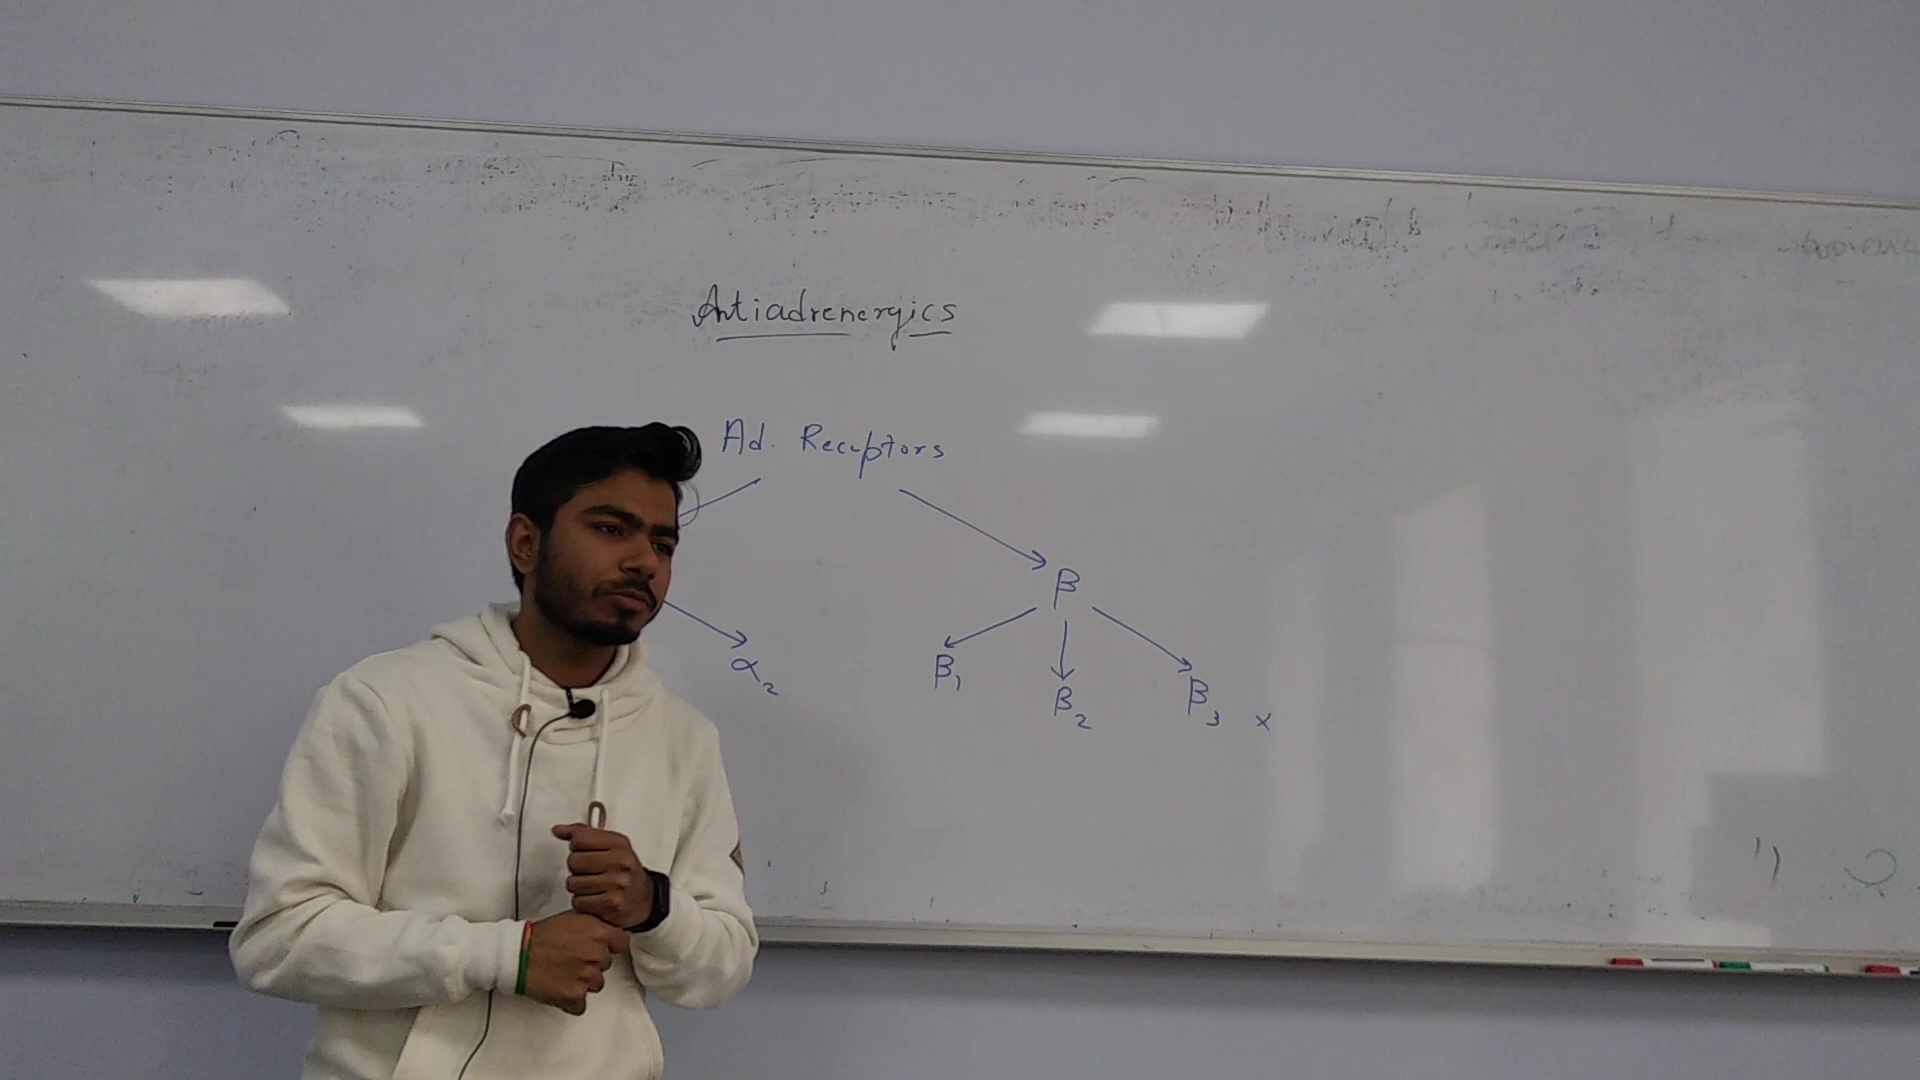 Antiadrenergics
Ad. Receptors
β
α₂ β₁ β₂ β₃ x